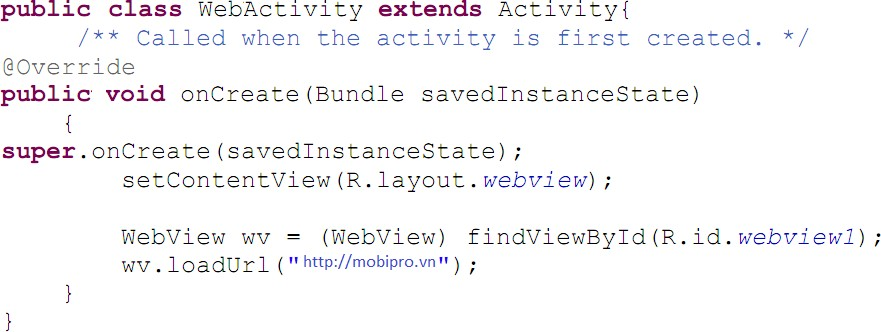 public class WebActivity extends Activity{
/** Called when the activity is first created. */
@Override
public void onCreate(Bundle savedInstanceState)
{
super.onCreate(savedInstanceState);
setContentView(R.layout.webview);
WebView wv = (WebView) findViewById(R.id.webview1);
wv.loadUrl("http://mobipro.vn");
}
}